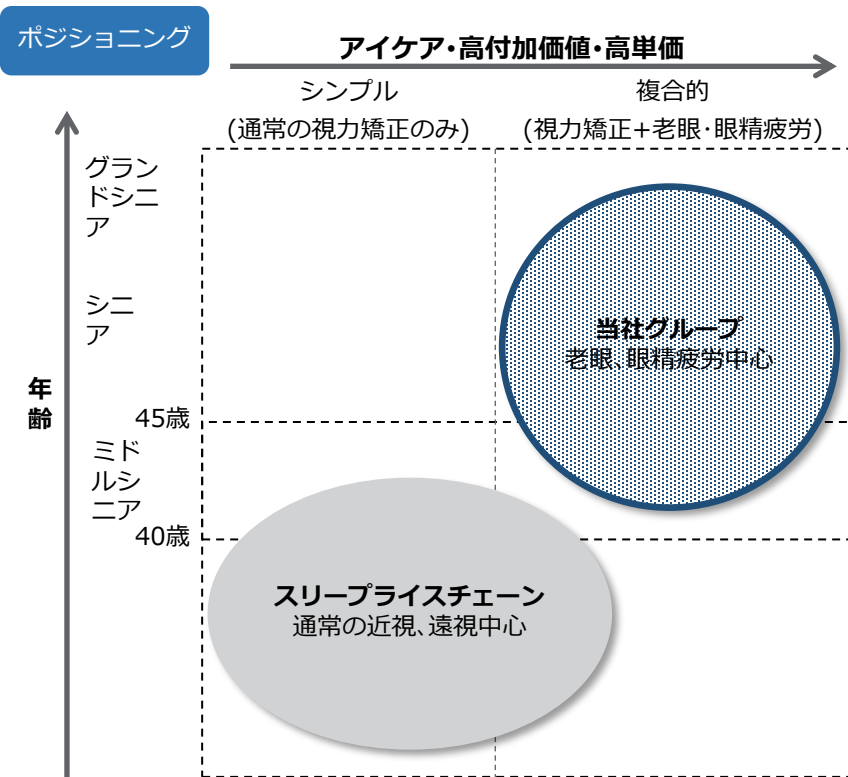 ポジショニング
アイケア・高付加価値・高単価
シンプル
(通常の視力矯正のみ)
複合的
(視力矯正+老眼・眼精疲労)
グラン
ドシニ
ア
シニ
ア
年
齢
45歳
ミド
ルシ
ニア
40歳
当社グループ
老眼、眼精疲労中心
スリープライスチェーン
通常の近視、遠視中心